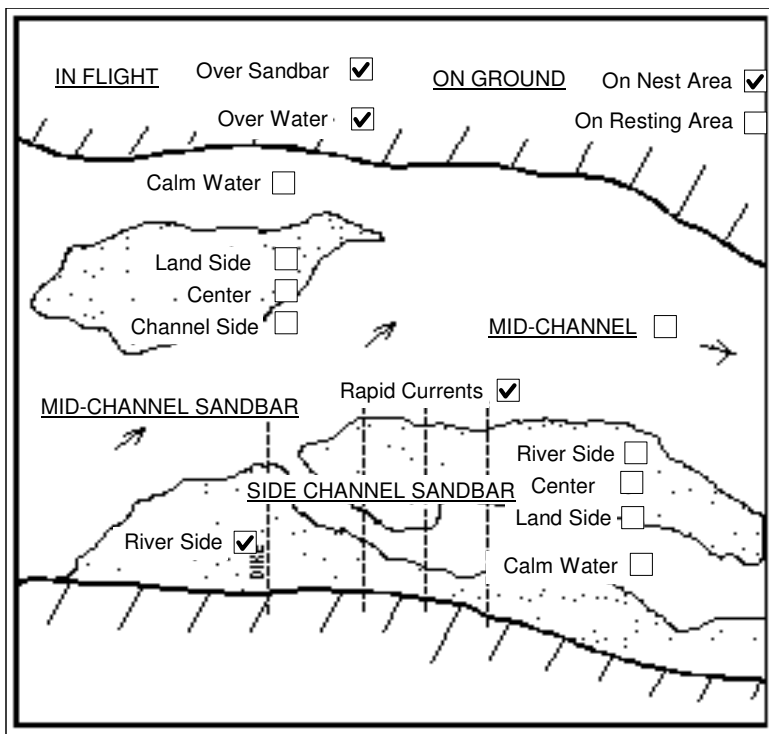 IN FLIGHT
Over Sandbar
ON GROUND
On Nest Area
Over Water
On Resting Area
Calm Water
Land Side
Center
Channel Side
MID-CHANNEL
Rapid Currents
MID-CHANNEL SANDBAR
River Side
SIDE CHANNEL SANDBAR
Center
Land Side
River Side
DIKE
Calm Water